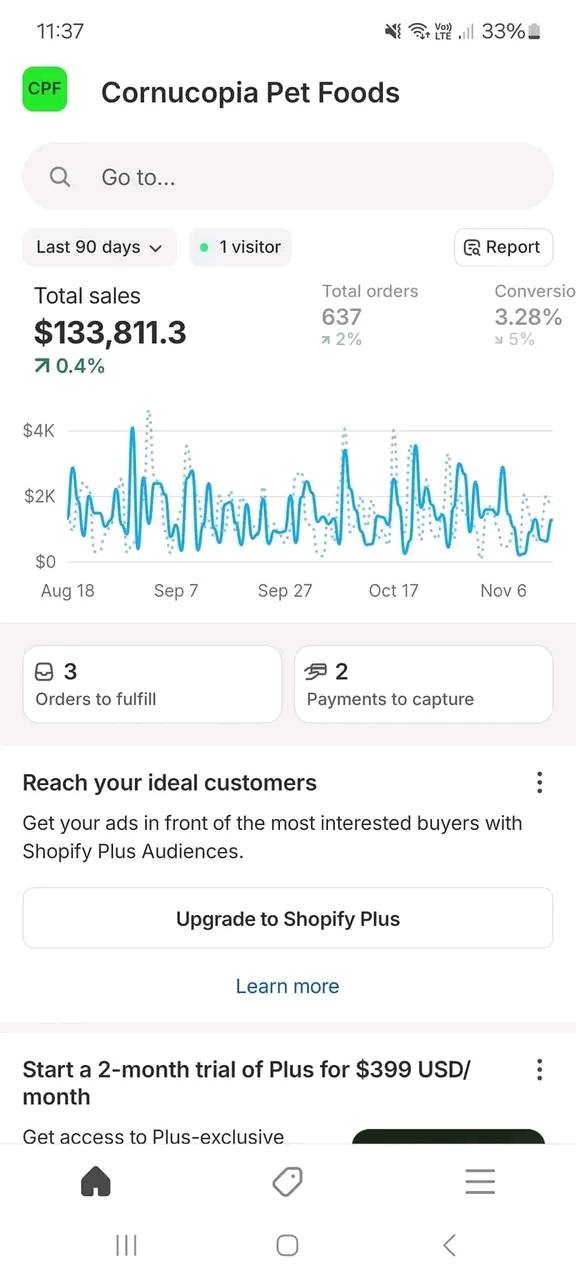 11:37
Vo)) LTE 33%
CPF
Cornucopia Pet Foods
Go to...
Last 90 days
1 visitor
Report
Total sales
$133,811.3
0.4%
Total orders
637
2%
Conversio
3.28%
5%
$4K
$2K
$0
Aug 18 Sep 7 Sep 27 Oct 17 Nov 6
3
Orders to fulfill
2
Payments to capture
Reach your ideal customers
Get your ads in front of the most interested buyers with
Shopify Plus Audiences.
Upgrade to Shopify Plus
Learn more
Start a 2-month trial of Plus for $399 USD/
month
Get access to Plus-exclusive